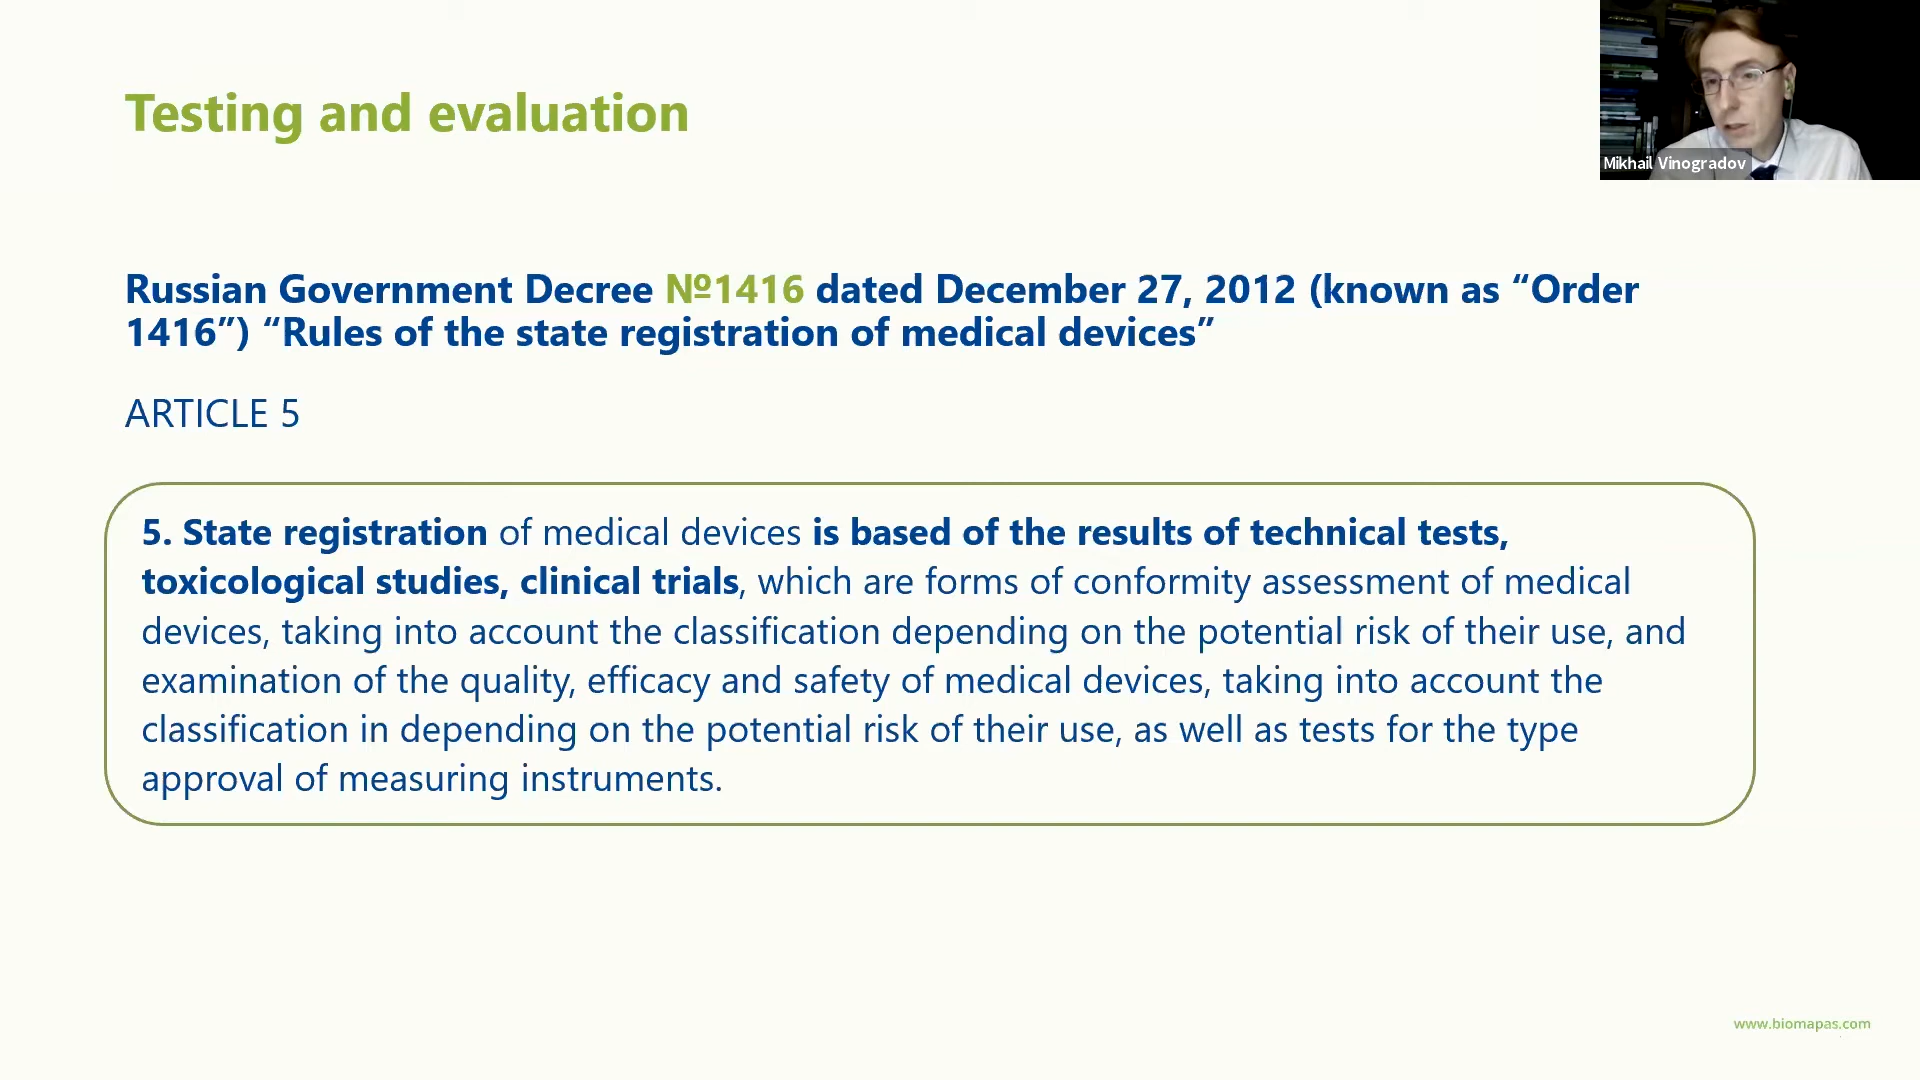 Testing and evaluation
Mikhail Vinogradov
Russian Government Decree №1416 dated December 27, 2012 (known as “Order
1416”) “Rules of the state registration of medical devices”
ARTICLE 5
5. State registration of medical devices is based of the results of technical tests,
toxicological studies, clinical trials, which are forms of conformity assessment of medical
devices, taking into account the classification depending on the potential risk of their use, and
examination of the quality, efficacy and safety of medical devices, taking into account the
classification in depending on the potential risk of their use, as well as tests for the type
approval of measuring instruments.
www.biomapas.com